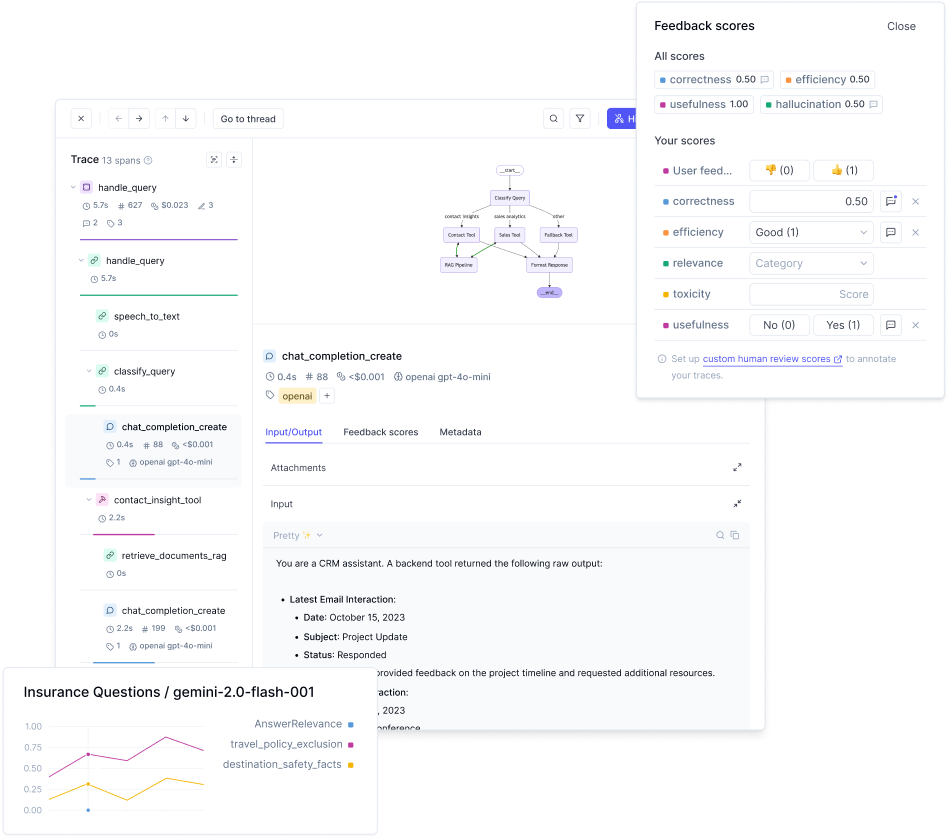 Feedback scores
Close
All scores
correctness 0.50
efficiency 0.50
usefulness 1.00
hallucination 0.50
Your scores
User feed...
(0)
(1)
correctness
0.50
efficiency
Good (1)
relevance
Category
toxicity
Score
usefulness
No (0)
Yes (1)
Set up custom human review scores to annotate
your traces.
Go to thread
Hi
Trace 13 spans
handle_query
5.7s
# 627
$0.023
3
2
3
handle_query
5.7s
speech_to_text
0s
classify_query
0.4s
chat_completion_create
0.4s
# 88
<$0.001
1
openai gpt-4o-mini
contact_insight_tool
2.2s
retrieve_documents_rag
0s
chat_completion_create
2.2s
# 199
<$0.001
1
openai gpt-4o-mini
__start__
Classify Query
contact insights
sales analytics
other
Contact Tool
Sales Tool
Fallback Tool
RAG Pipeline
Format Response
__end__
chat_completion_create
0.4s
# 88
<$0.001
openai gpt-4o-mini
openai
+
Input/Output
Feedback scores
Metadata
Attachments
Input
Pretty ✨
You are a CRM assistant. A backend tool returned the following raw output:
• Latest Email Interaction:
• Date: October 15, 2023
• Subject: Project Update
• Status: Responded
provided feedback on the project timeline and requested additional resources.
raction:
, 2023
onference
Insurance Questions / gemini-2.0-flash-001
1.00
0.75
0.50
0.25
0.00
AnswerRelevance
travel_policy_exclusion
destination_safety_facts